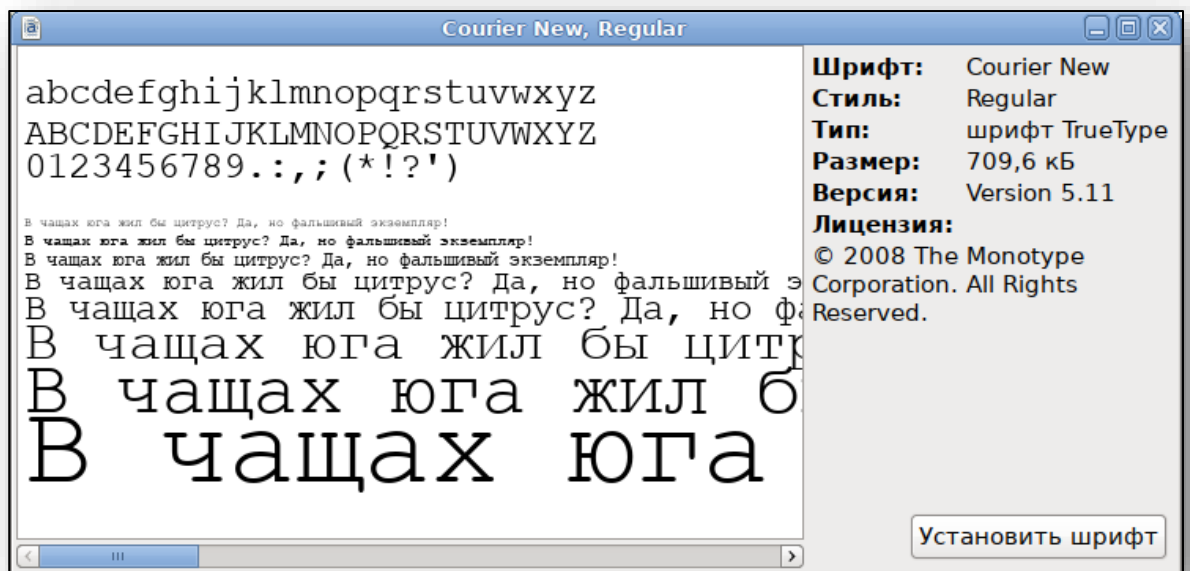 Courier New, Regular
abcdefghijklmnopqrstuvwxyz
ABCDEFGHIJKLMNOPQRSTUVWXYZ
0123456789.:,;(*!?')
В чащах юга жил бы цитрус? Да, но фальшивый экземпляр!
В чащах юга жил бы цитрус? Да, но фальшивый экземпляр!
В чащах юга жил бы цитрус? Да, но фальшивый экземпляр!
В чащах юга жил бы цитрус? Да, но фальшивый э
В чащах юга жил бы цитрус? Да, но фа
В чащах юга жил бы цитр
В чащах юга жил б
В чащах юга
Шрифт: Courier New
Стиль: Regular
Тип: шрифт TrueType
Размер: 709,6 кБ
Версия: Version 5.11
Лицензия:
© 2008 The Monotype
Corporation. All Rights
Reserved.
Установить шрифт